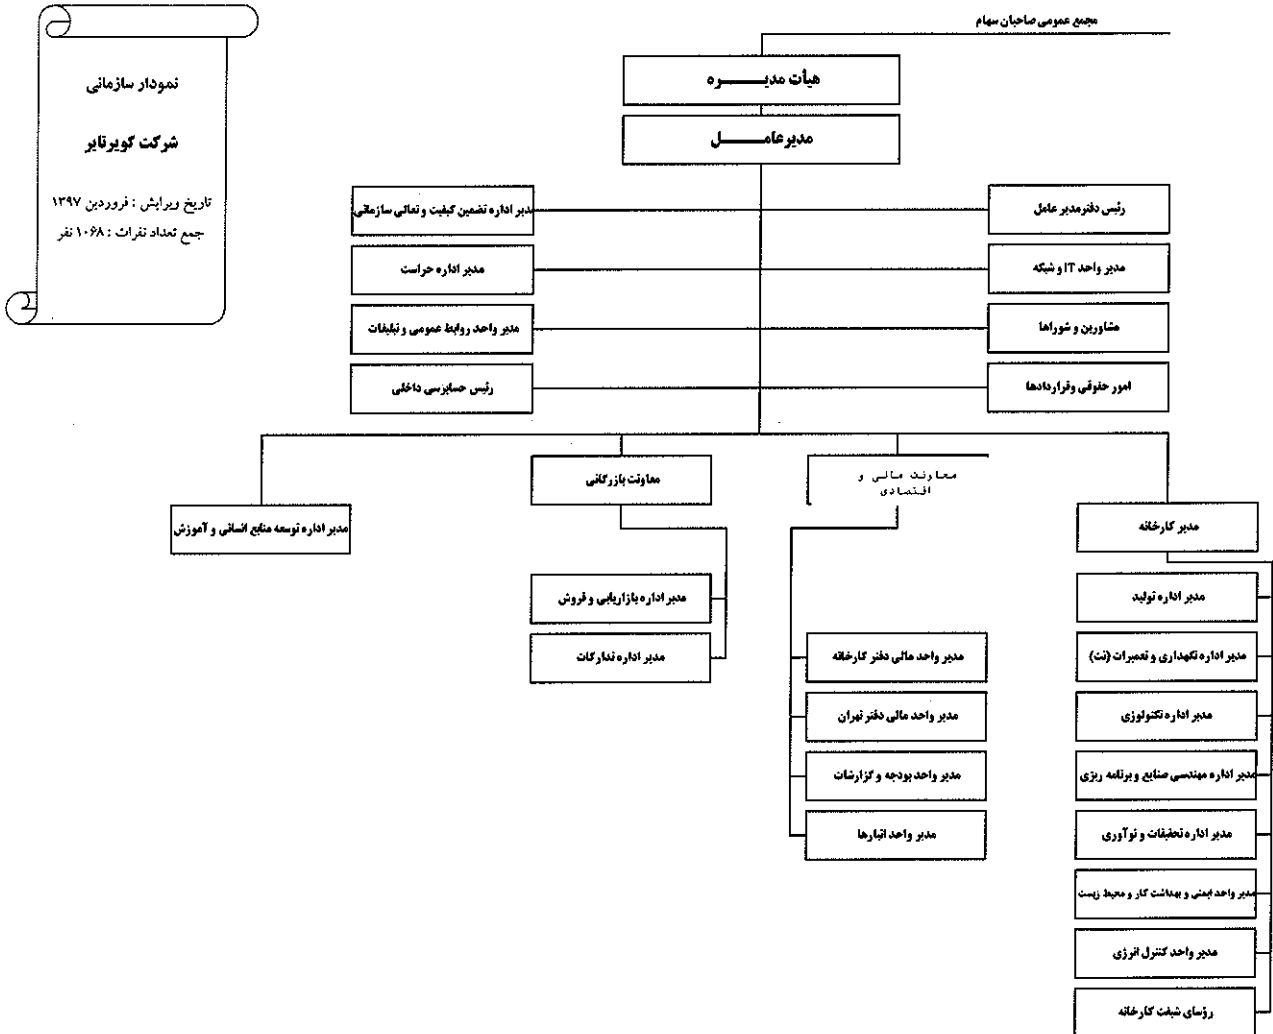 مجمع عمومی صاحبان سهام
هیأت مدیـــــــره
مدیرعامـــــــل
نمودار سازمانی
شرکت کویرتایر
تاریخ ویرایش : فروردین ۱۳۹۷
جمع تعداد نفرات : ۱۰۶۸ نفر
رئیس دفترمدیر عامل
مدیر اداره تضمین کیفیت و تعالی سازمانی
مدیر واحد IT و شبکه
مدیر اداره حراست
مشاورین و شوراها
مدیر واحد روابط عمومی و تبلیغات
امور حقوقی وقراردادها
رئیس حسابرسی داخلی
مدیر کارخانه
معاونت مالی و
اقتصادی
معاونت بازرگانی
مدیر اداره توسعه منابع انسانی و آموزش
مدیر اداره تولید
مدیر اداره نگهداری و تعمیرات (نت)
مدیر اداره تکنولوژی
مدیر اداره مهندسی صنایع و برنامه ریزی
مدیر اداره تحقیقات و نوآوری
مدیر واحد ایمنی و بهداشت کار و محیط زیست
مدیر واحد کنترل انرژی
رؤسای شیفت کارخانه
مدیر واحد مالی دفتر کارخانه
مدیر واحد مالی دفتر تهران
مدیر واحد بودجه و گزارشات
مدیر واحد انبارها
مدیر اداره بازاریابی و فروش
مدیر اداره تدارکات